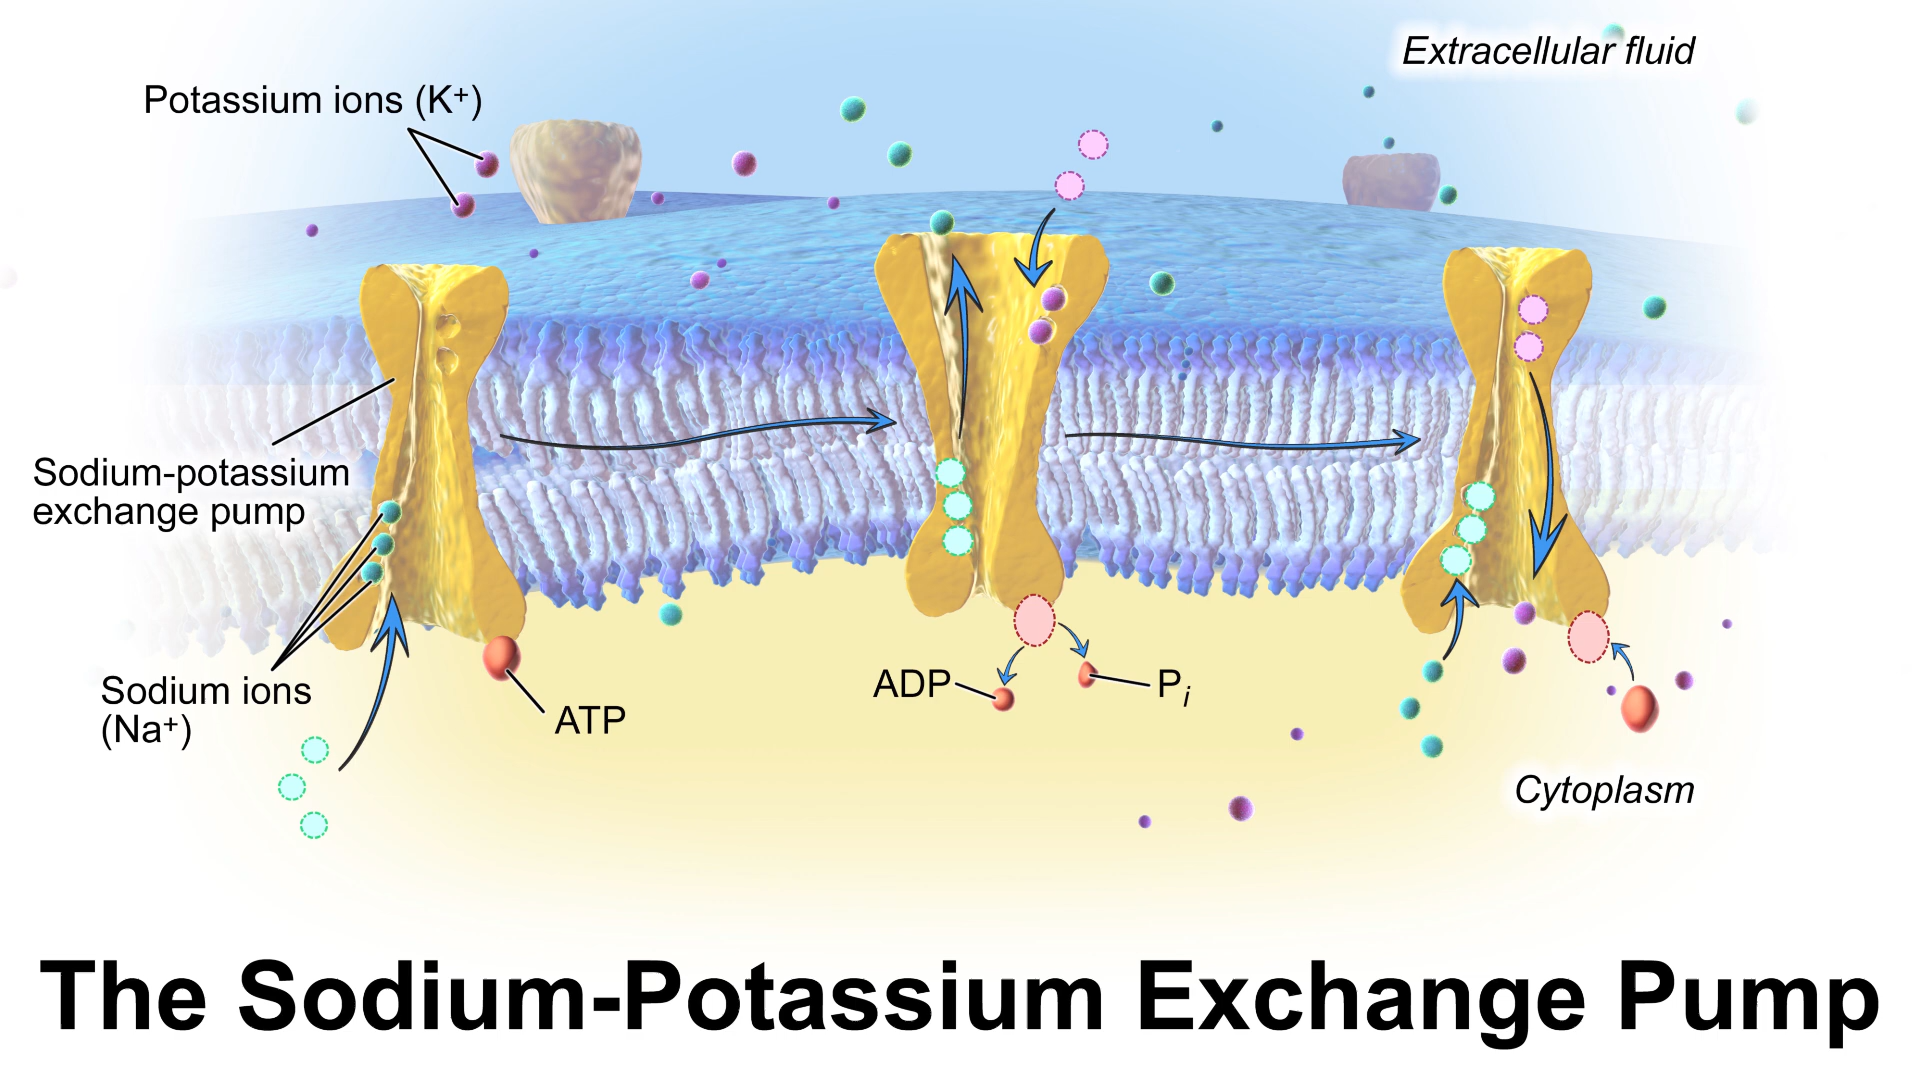 Extracellular fluid
Potassium ions (K⁺)
Sodium-potassium
exchange pump
Sodium ions
(Na⁺)
ATP
ADP
Pᵢ
Cytoplasm
The Sodium-Potassium Exchange Pump